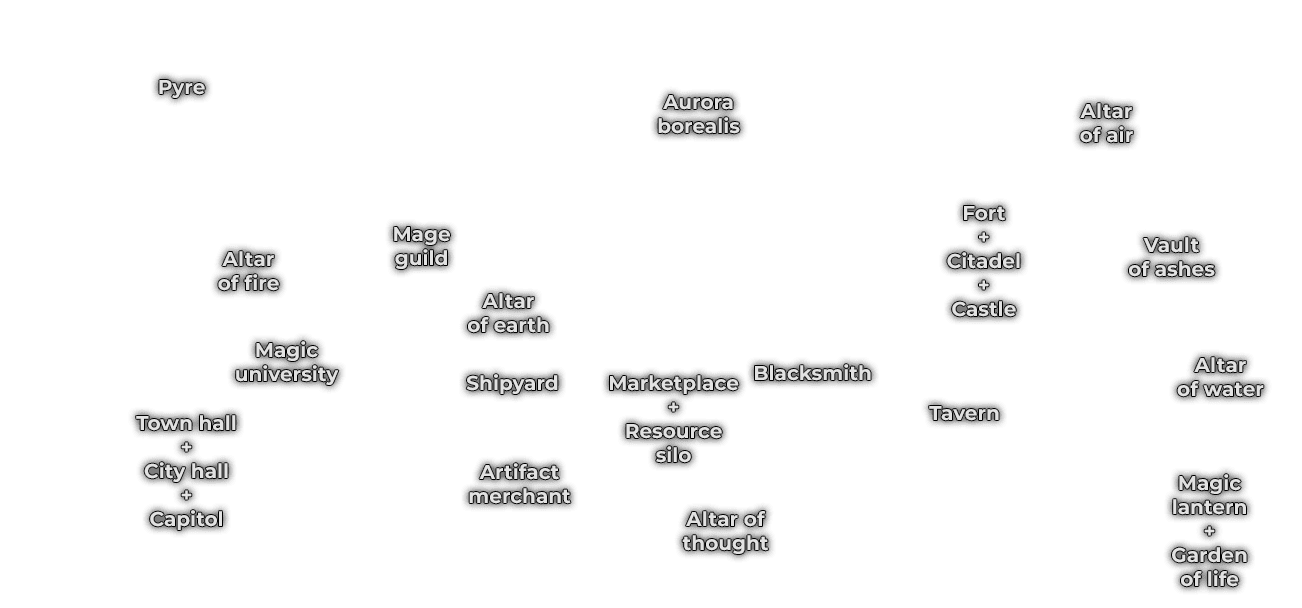 Pyre
Aurora
borealis
Altar
of air
Fort
+
Citadel
+
Castle
Mage
guild
Vault
of ashes
Altar
of fire
Altar
of earth
Magic
university
Shipyard
Marketplace
+
Resource
silo
Blacksmith
Altar
of water
Tavern
Town hall
+
City hall
+
Capitol
Artifact
merchant
Altar of
thought
Magic
lantern
+
Garden
of life